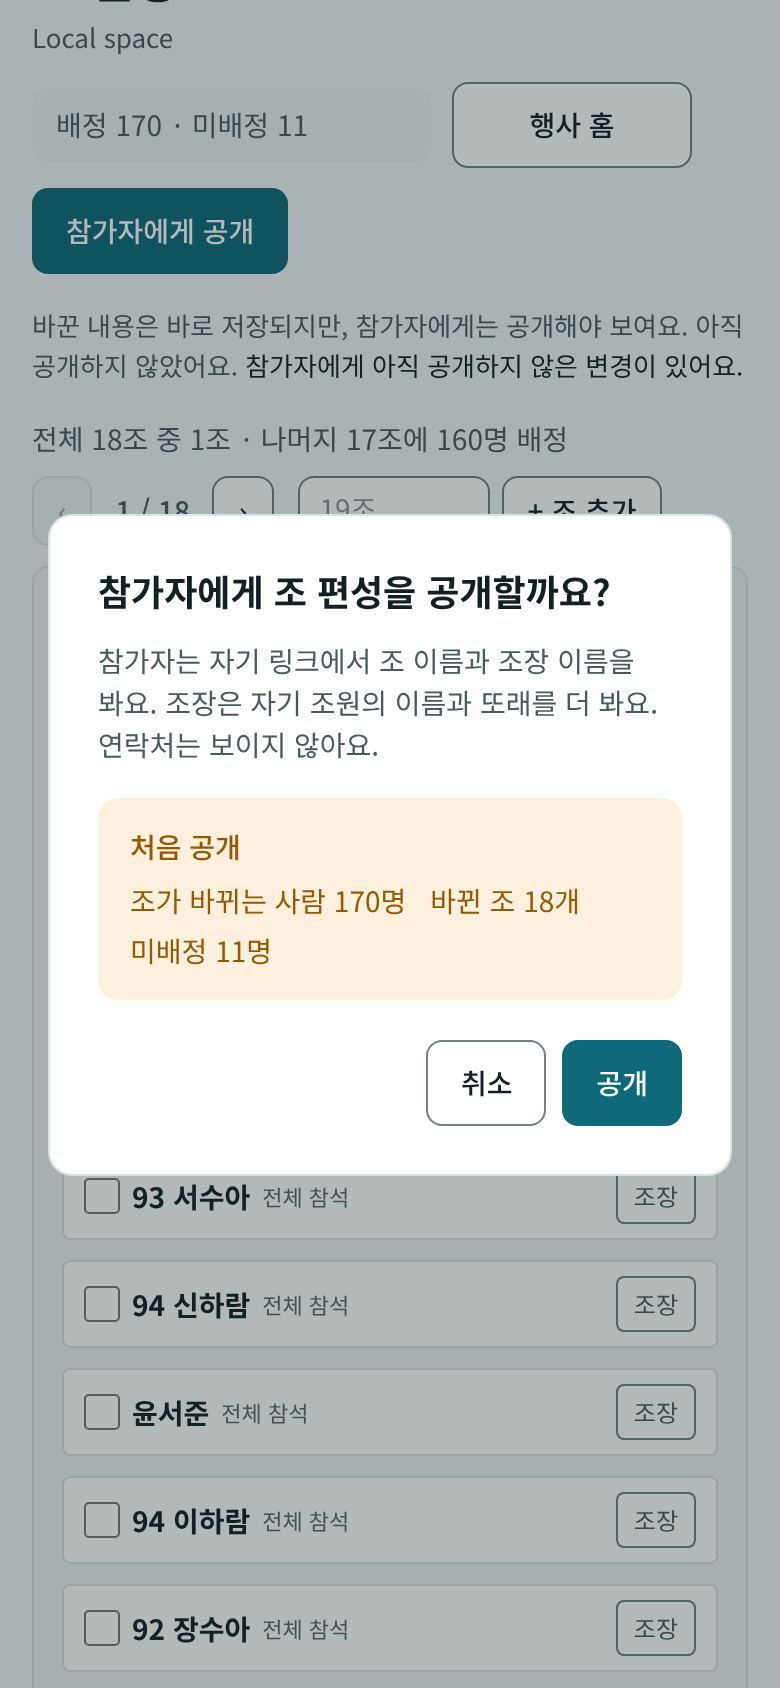 Local space
배정 170 · 미배정 11
행사 홈
참가자에게 공개
바꾼 내용은 바로 저장되지만, 참가자에게는 공개해야 보여요. 아직
공개하지 않았어요. 참가자에게 아직 공개하지 않은 변경이 있어요.
전체 18조 중 1조 · 나머지 17조에 160명 배정
‹ 1 / 18 › 19조 + 조 추가
참가자에게 조 편성을 공개할까요?
참가자는 자기 링크에서 조 이름과 조장 이름을
봐요. 조장은 자기 조원의 이름과 또래를 더 봐요.
연락처는 보이지 않아요.
처음 공개
조가 바뀌는 사람 170명 바뀐 조 18개
미배정 11명
취소 공개
93 서수아 전체 참석 조장
94 신하람 전체 참석 조장
윤서준 전체 참석 조장
94 이하람 전체 참석 조장
92 장수아 전체 참석 조장